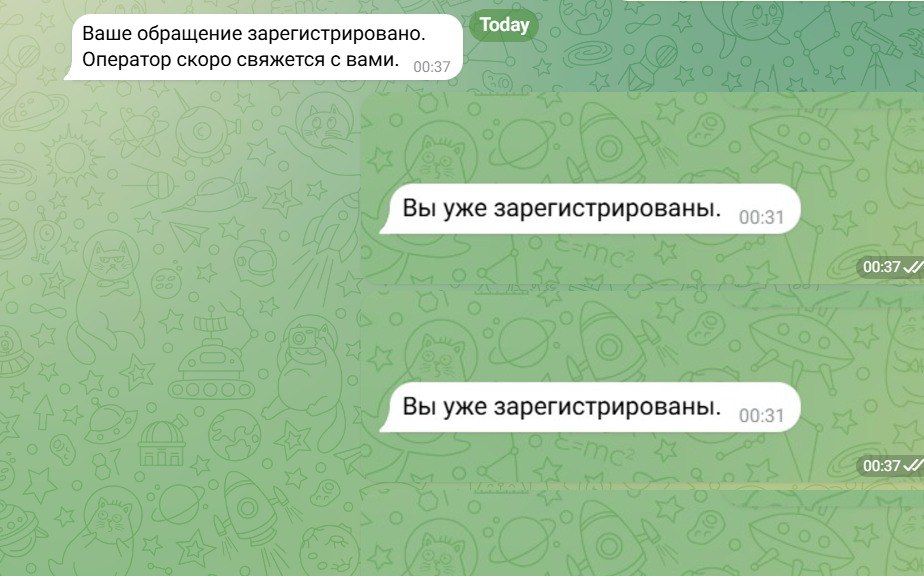 Today
Ваше обращение зарегистрировано.
Оператор скоро свяжется с вами. 00:37
Вы уже зарегистрированы. 00:31
00:37
Вы уже зарегистрированы. 00:31
00:37